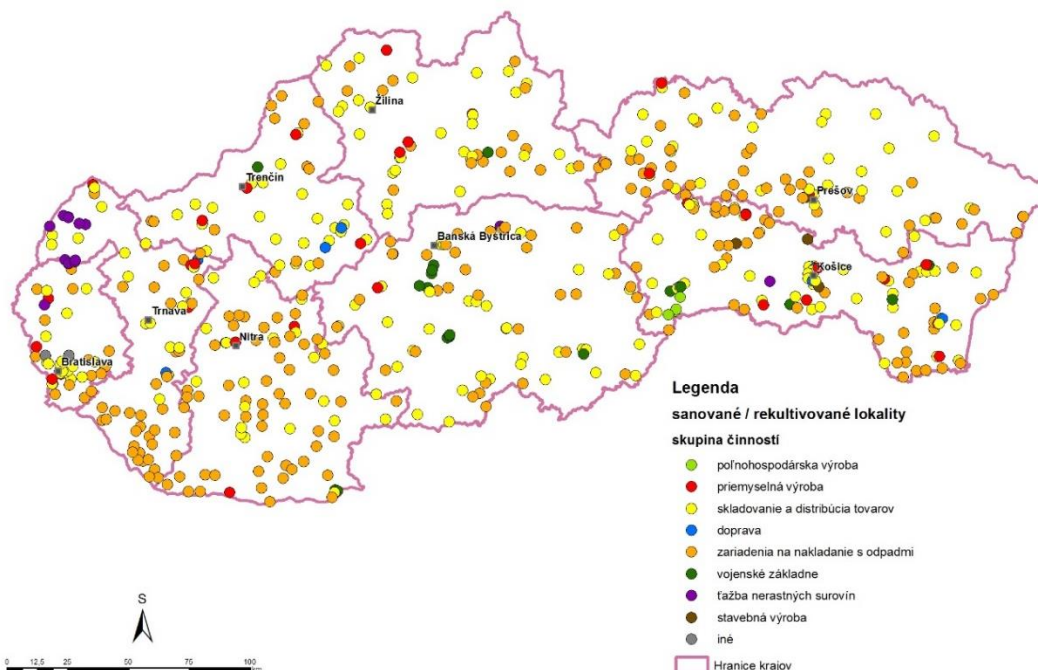 Žilina
Trenčín
Prešov
Banská Bystrica
Košice
Trnava
Nitra
Bratislava
Legenda
sanované / rekultivované lokality
skupina činností
poľnohospodárska výroba
priemyselná výroba
skladovanie a distribúcia tovarov
doprava
zariadenia na nakladanie s odpadmi
vojenské základne
ťažba nerastných surovín
stavebná výroba
iné
Hranice krajov
S
0 12,5 25 50 75 100
km